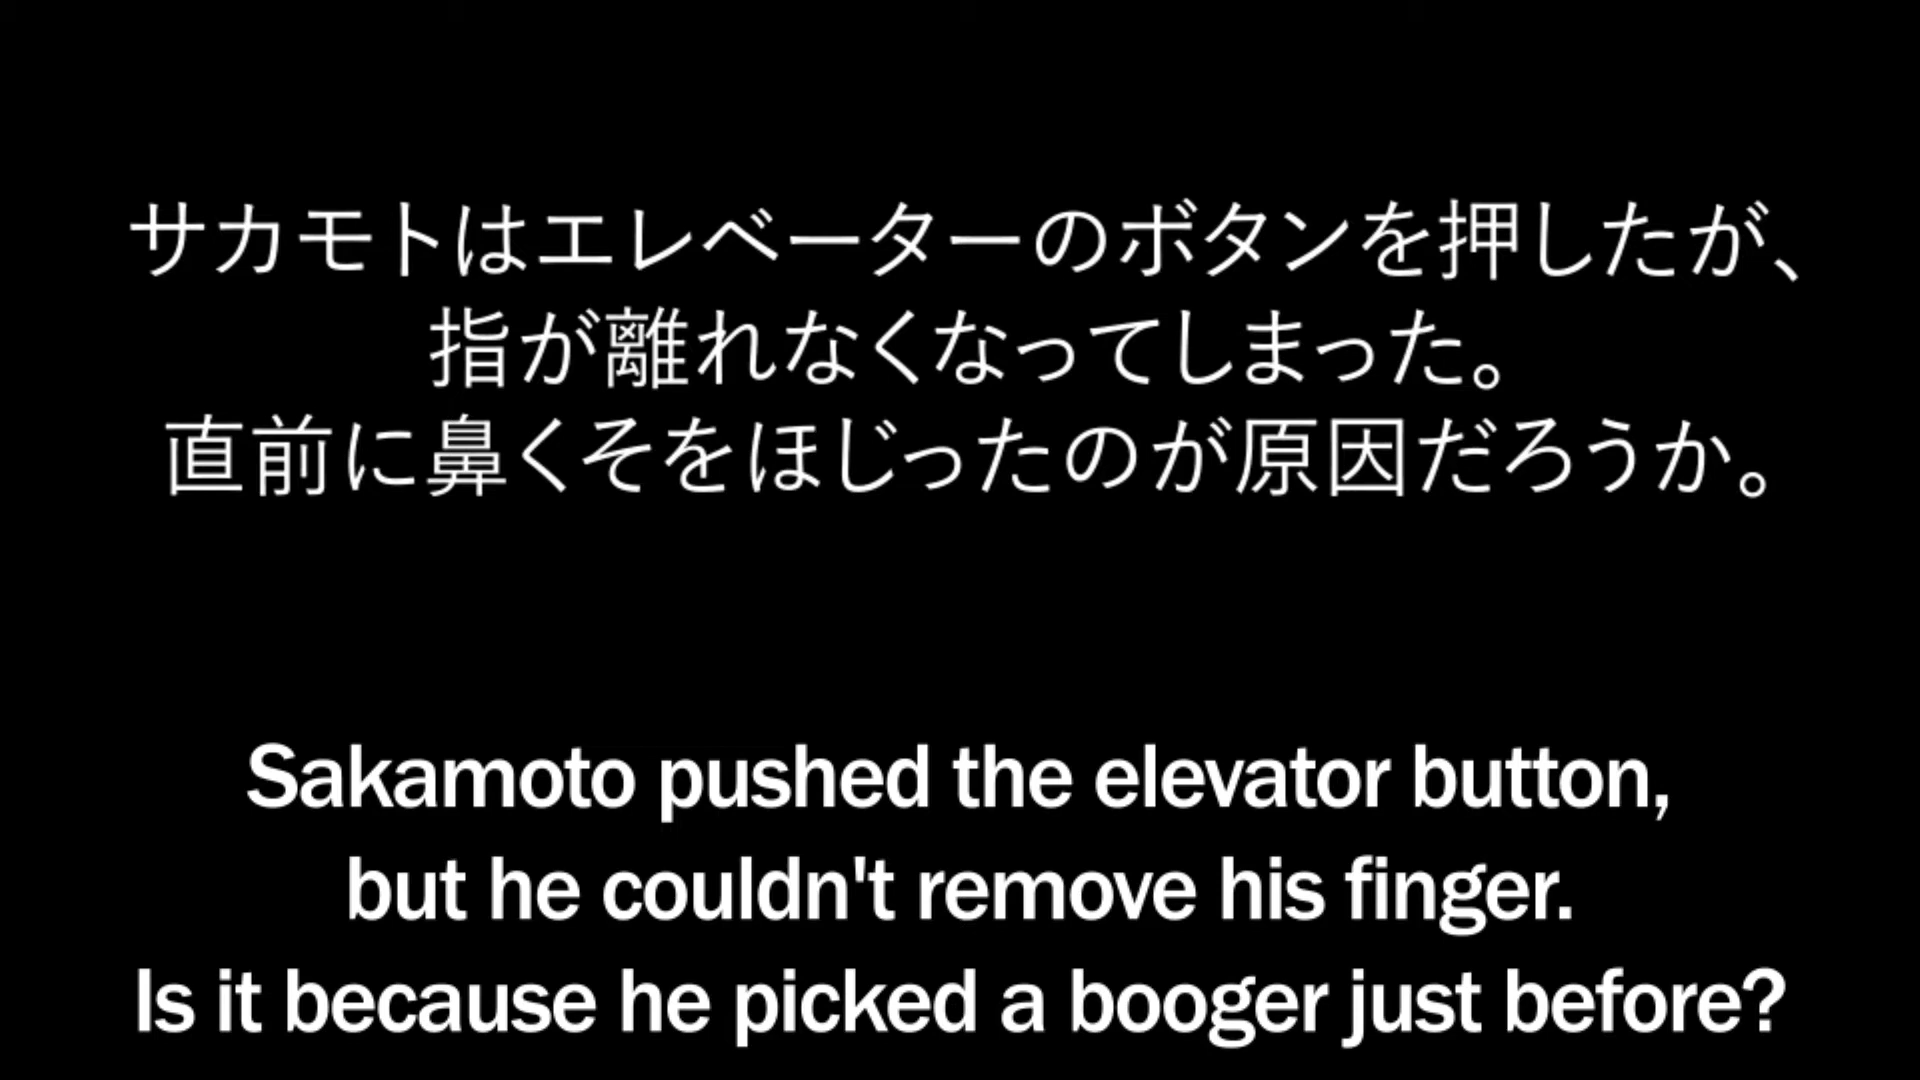 サカモトはエレベーターのボタンを押したが、
指が離れなくなってしまった。
直前に鼻くそをほじったのが原因だろうか。
Sakamoto pushed the elevator button,
but he couldn't remove his finger.
Is it because he picked a booger just before?